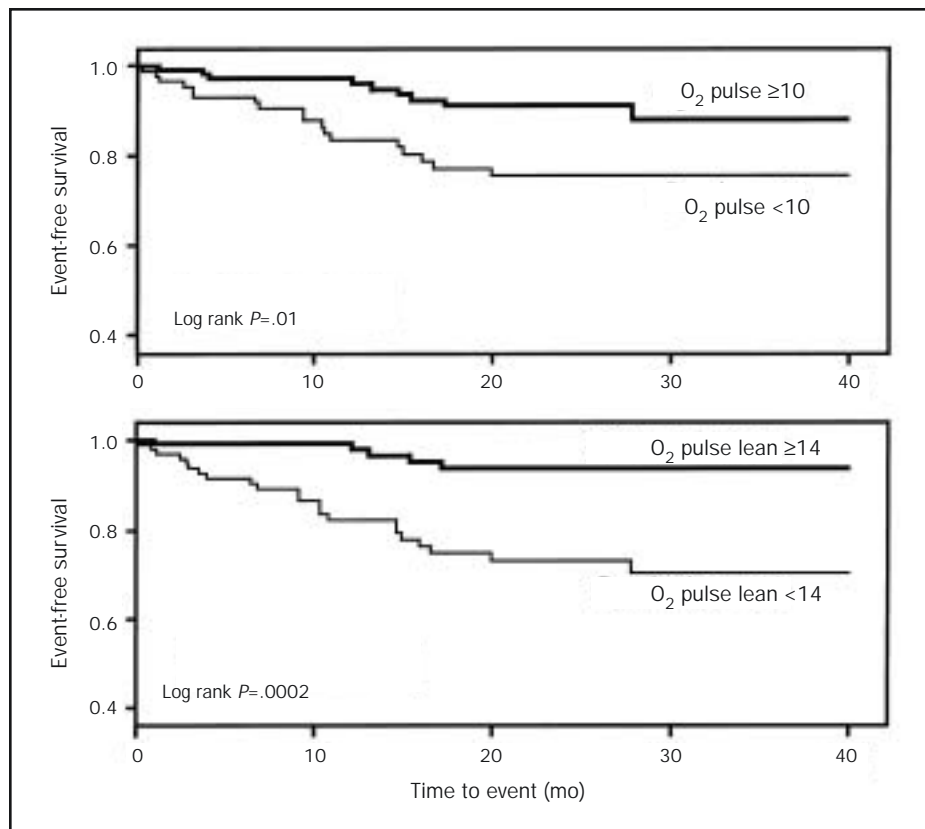 1.0
0.8
0.6
0.4
Event-free survival
O2 pulse ≥10
O2 pulse <10
Log rank P=.01
0 10 20 30 40
1.0
0.8
0.6
0.4
Event-free survival
O2 pulse lean ≥14
O2 pulse lean <14
Log rank P=.0002
0 10 20 30 40
Time to event (mo)